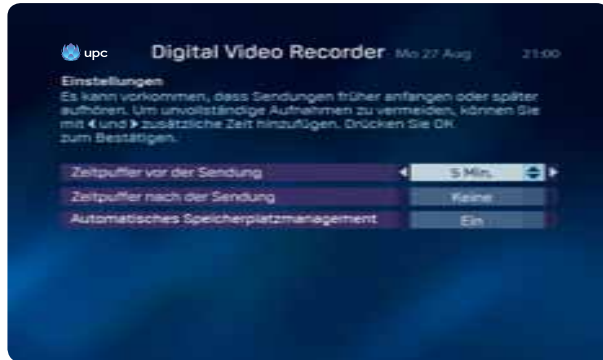 upc Digital Video Recorder Mo 27 Aug 21:00
Einstellungen
Es kann vorkommen, dass Sendungen früher anfangen oder später
aufhören. Um unvollständige Aufnahmen zu vermeiden, können Sie
mit ◀ und ▶ zusätzliche Zeit hinzufügen. Drücken Sie OK
zum Bestätigen.
Zeitpuffer vor der Sendung 5 Min.
Zeitpuffer nach der Sendung Keine
Automatisches Speicherplatzmanagement Ein